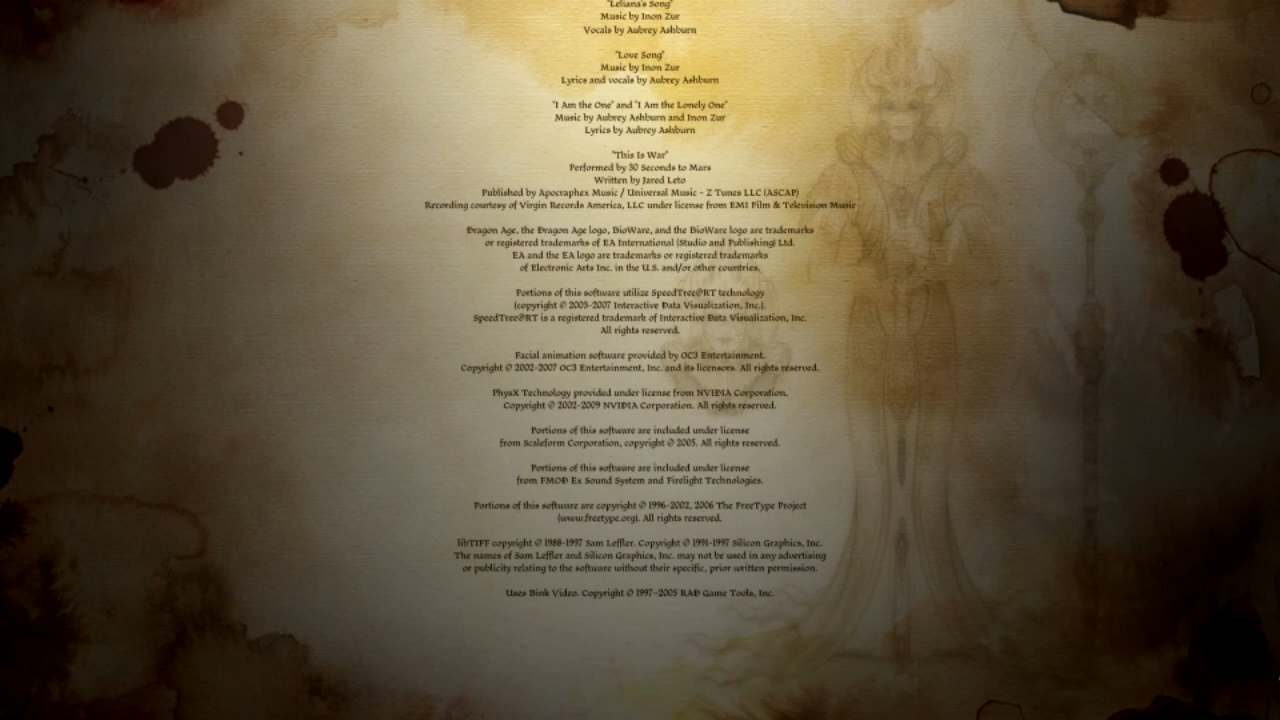 "Leliana's Song"
Music by Inon Zur
Vocals by Aubrey Ashburn
"Love Song"
Music by Inon Zur
Lyrics and vocals by Aubrey Ashburn
"I Am the One" and "I Am the Lonely One"
Music by Aubrey Ashburn and Inon Zur
Lyrics by Aubrey Ashburn
"This Is War"
Performed by 30 Seconds to Mars
Written by Jared Leto
Published by Apocraphex Music / Universal Music - Z Tunes LLC (ASCAP)
Recording courtesy of Virgin Records America, LLC under license from EMI Film & Television Music
Dragon Age, the Dragon Age logo, BioWare, and the BioWare logo are trademarks
or registered trademarks of EA International (Studio and Publishing) Ltd.
EA and the EA logo are trademarks or registered trademarks
of Electronic Arts Inc. in the U.S. and/or other countries.
Portions of this software utilize SpeedTree®RT technology
(copyright © 2003-2007 Interactive Data Visualization, Inc.).
SpeedTree®RT is a registered trademark of Interactive Data Visualization, Inc.
All rights reserved.
Facial animation software provided by OC3 Entertainment.
Copyright © 2002-2007 OC3 Entertainment, Inc. and its licensors. All rights reserved.
PhysX Technology provided under license from NVIDIA Corporation.
Copyright © 2002-2009 NVIDIA Corporation. All rights reserved.
Portions of this software are included under license
from Scaleform Corporation, copyright © 2005. All rights reserved.
Portions of this software are included under license
from FMOD Ex Sound System and Firelight Technologies.
Portions of this software are copyright © 1996-2002, 2006 The FreeType Project
(www.freetype.org). All rights reserved.
libTIFF copyright © 1988-1997 Sam Leffler. Copyright © 1991-1997 Silicon Graphics, Inc.
The names of Sam Leffler and Silicon Graphics, Inc. may not be used in any advertising
or publicity relating to the software without their specific, prior written permission.
Uses Bink Video. Copyright © 1997-2005 RAD Game Tools, Inc.